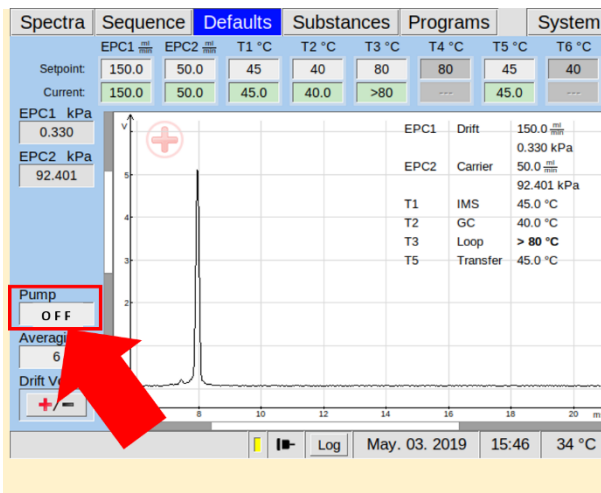 Spectra Sequence Defaults Substances Programs System
EPC1 ml/min EPC2 ml/min T1 °C T2 °C T3 °C T4 °C T5 °C T6 °C
Setpoint: 150.0 50.0 45 40 80 80 45 40
Current: 150.0 50.0 45.0 40.0 >80 --- 45.0 ---
EPC1 kPa
0.330
EPC2 kPa
92.401
V
5
4
3
2
EPC1 Drift 150.0 ml/min
0.330 kPa
EPC2 Carrier 50.0 ml/min
92.401 kPa
T1 IMS 45.0 °C
T2 GC 40.0 °C
T3 Loop > 80 °C
T5 Transfer 45.0 °C
Pump
OFF
6
Drift
+/−
8 10 12 14 16 18 20
Log May. 03. 2019 15:46 34 °C